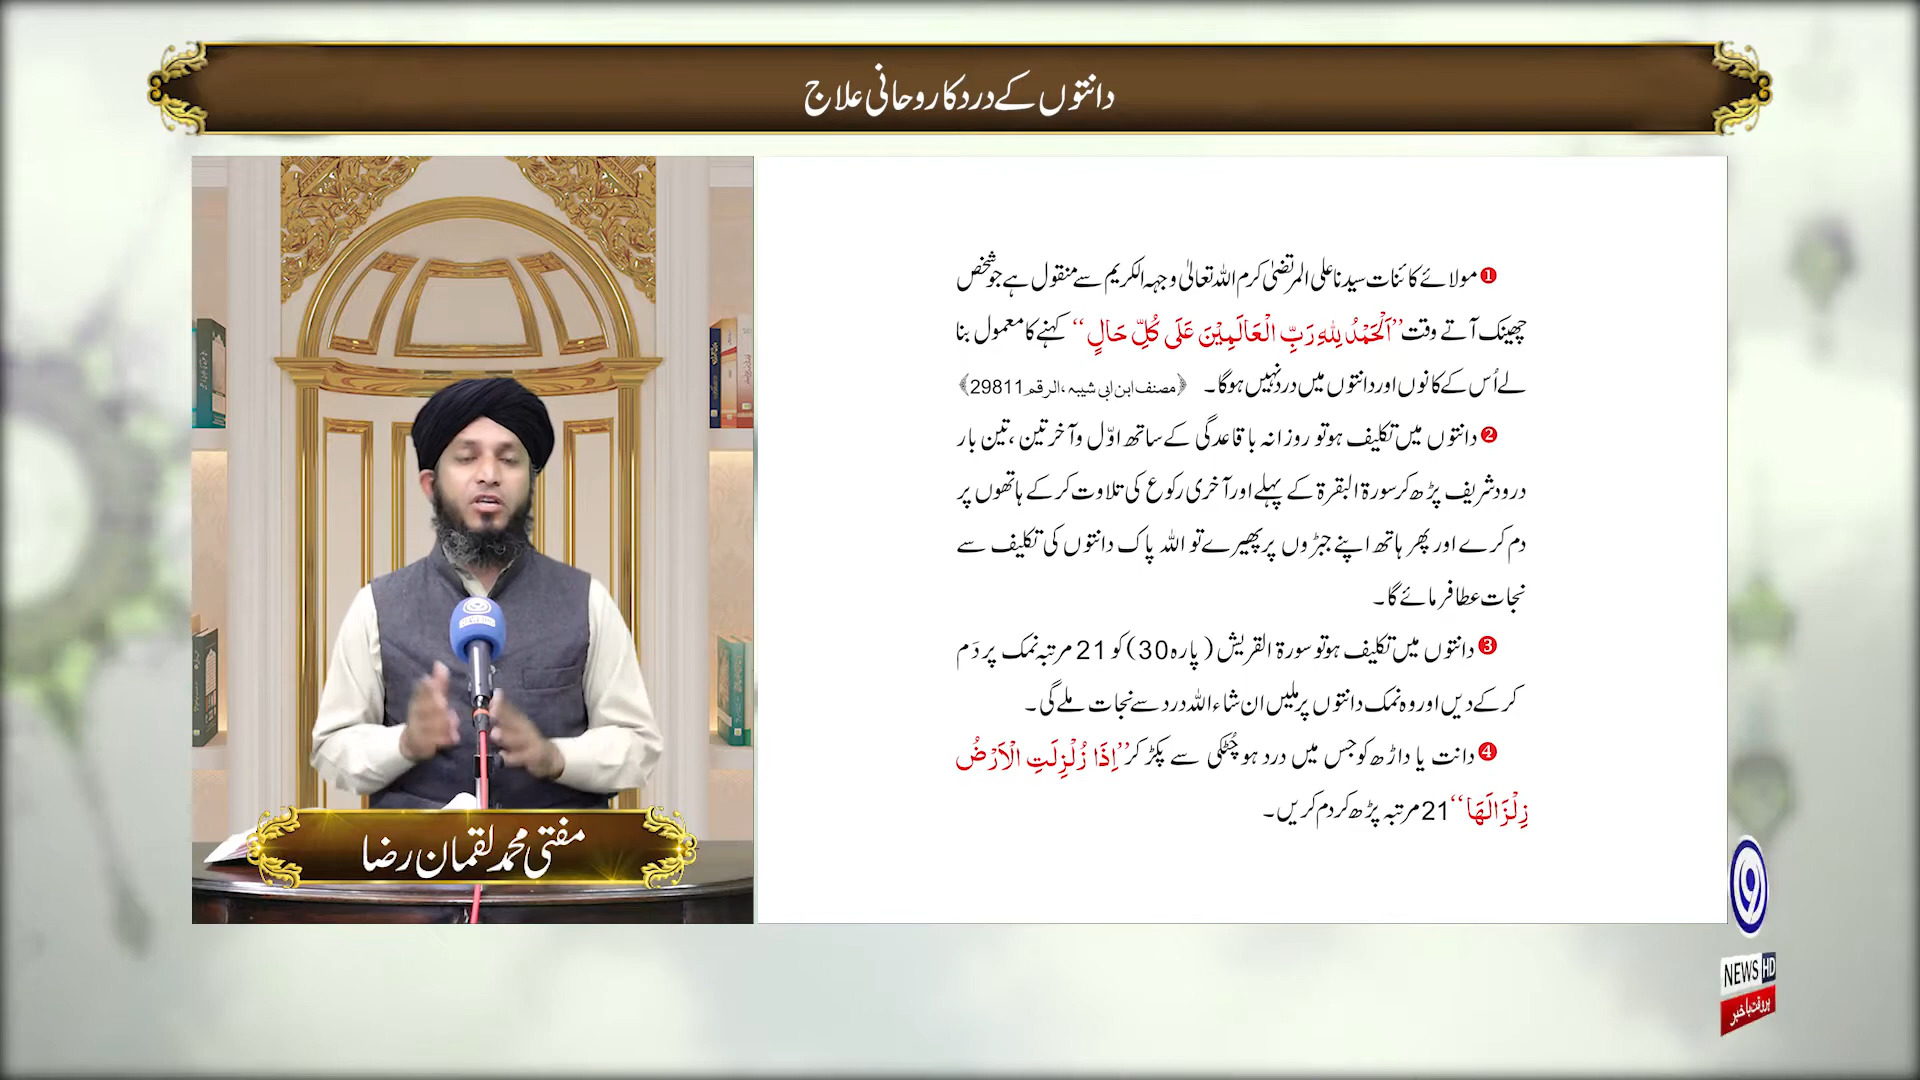 دانتوں کے درد کا روحانی علاج
❶ مولائے کائنات سیدنا علی المرتضیٰ کرم اللہ تعالیٰ وجہہ الکریم سے منقول ہے جو شخص
چھینک آتے وقت ’’اَلْحَمْدُ لِلّٰہِ رَبِّ الْعَالَمِیْنَ عَلَی کُلِّ حَالٍ‘‘ کہنے کا معمول بنا
لے اُس کے کانوں اور دانتوں میں درد نہیں ہوگا۔ ﴿مصنف ابن ابی شیبہ، الرقم 29811﴾
❷ دانتوں میں تکلیف ہو تو روزانہ باقاعدگی کے ساتھ اوّل و آخر تین، تین بار
درود شریف پڑھ کر سورۃ البقرۃ کے پہلے اور آخری رکوع کی تلاوت کر کے ہاتھوں پر
دم کرے اور پھر ہاتھ اپنے جبڑوں پر پھیرے تو اللہ پاک دانتوں کی تکلیف سے
نجات عطا فرمائے گا۔
❸ دانتوں میں تکلیف ہو تو سورۃ القریش (پارہ 30) کو 21 مرتبہ نمک پر دَم
کر کے دیں اور وہ نمک دانتوں پر ملیں ان شاء اللہ درد سے نجات ملے گی۔
❹ دانت یا داڑھ کو جس میں درد ہو چُٹکی سے پکڑ کر ’’اِذَا زُلْزِلَتِ الْاَرْضُ
زِلْزَالَھَا‘‘ 21 مرتبہ پڑھ کر دم کریں۔
مفتی محمد لقمان رضا
9
NEWS HD
بروقت باخبر